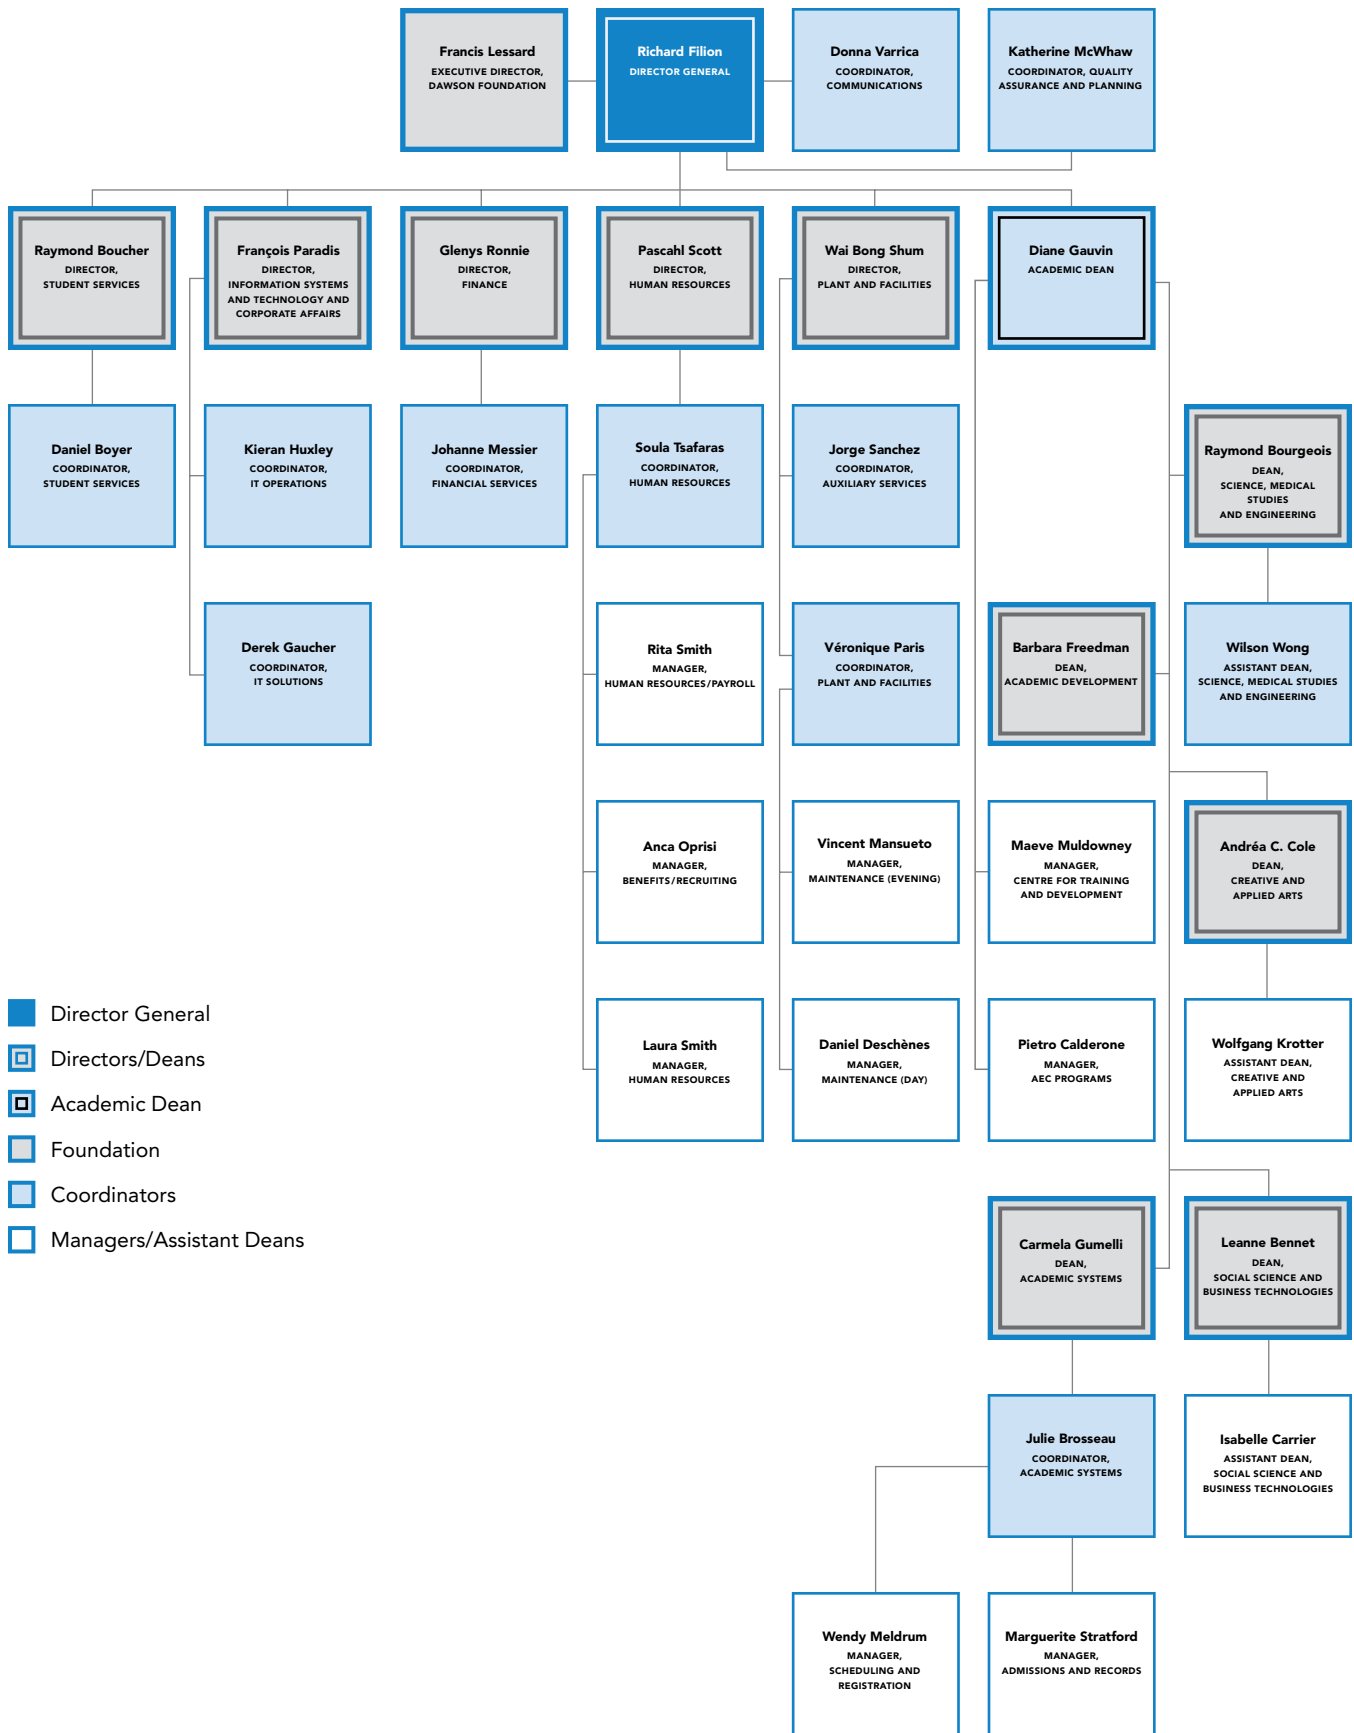 Francis Lessard
EXECUTIVE DIRECTOR,
DAWSON FOUNDATION
Richard Filion
DIRECTOR GENERAL
Donna Varrica
COORDINATOR,
COMMUNICATIONS
Katherine McWhaw
COORDINATOR, QUALITY
ASSURANCE AND PLANNING
Raymond Boucher
DIRECTOR,
STUDENT SERVICES
François Paradis
DIRECTOR,
INFORMATION SYSTEMS
AND TECHNOLOGY AND
CORPORATE AFFAIRS
Glenys Ronnie
DIRECTOR,
FINANCE
Pascahl Scott
DIRECTOR,
HUMAN RESOURCES
Wai Bong Shum
DIRECTOR,
PLANT AND FACILITIES
Diane Gauvin
ACADEMIC DEAN
Daniel Boyer
COORDINATOR,
STUDENT SERVICES
Kieran Huxley
COORDINATOR,
IT OPERATIONS
Johanne Messier
COORDINATOR,
FINANCIAL SERVICES
Soula Tsafaras
COORDINATOR,
HUMAN RESOURCES
Jorge Sanchez
COORDINATOR,
AUXILIARY SERVICES
Raymond Bourgeois
DEAN,
SCIENCE, MEDICAL
STUDIES
AND ENGINEERING
Derek Gaucher
COORDINATOR,
IT SOLUTIONS
Rita Smith
MANAGER,
HUMAN RESOURCES/PAYROLL
Véronique Paris
COORDINATOR,
PLANT AND FACILITIES
Barbara Freedman
DEAN,
ACADEMIC DEVELOPMENT
Wilson Wong
ASSISTANT DEAN,
SCIENCE, MEDICAL STUDIES
AND ENGINEERING
Anca Oprisi
MANAGER,
BENEFITS/RECRUITING
Vincent Mansueto
MANAGER,
MAINTENANCE (EVENING)
Maeve Muldowney
MANAGER,
CENTRE FOR TRAINING
AND DEVELOPMENT
Andréa C. Cole
DEAN,
CREATIVE AND
APPLIED ARTS
Laura Smith
MANAGER,
HUMAN RESOURCES
Daniel Deschènes
MANAGER,
MAINTENANCE (DAY)
Pietro Calderone
MANAGER,
AEC PROGRAMS
Wolfgang Krotter
ASSISTANT DEAN,
CREATIVE AND
APPLIED ARTS
Director General
Directors/Deans
Academic Dean
Foundation
Coordinators
Managers/Assistant Deans
Carmela Gumelli
DEAN,
ACADEMIC SYSTEMS
Leanne Bennet
DEAN,
SOCIAL SCIENCE AND
BUSINESS TECHNOLOGIES
Julie Brosseau
COORDINATOR,
ACADEMIC SYSTEMS
Isabelle Carrier
ASSISTANT DEAN,
SOCIAL SCIENCE AND
BUSINESS TECHNOLOGIES
Wendy Meldrum
MANAGER,
SCHEDULING AND
REGISTRATION
Marguerite Stratford
MANAGER,
ADMISSIONS AND RECORDS